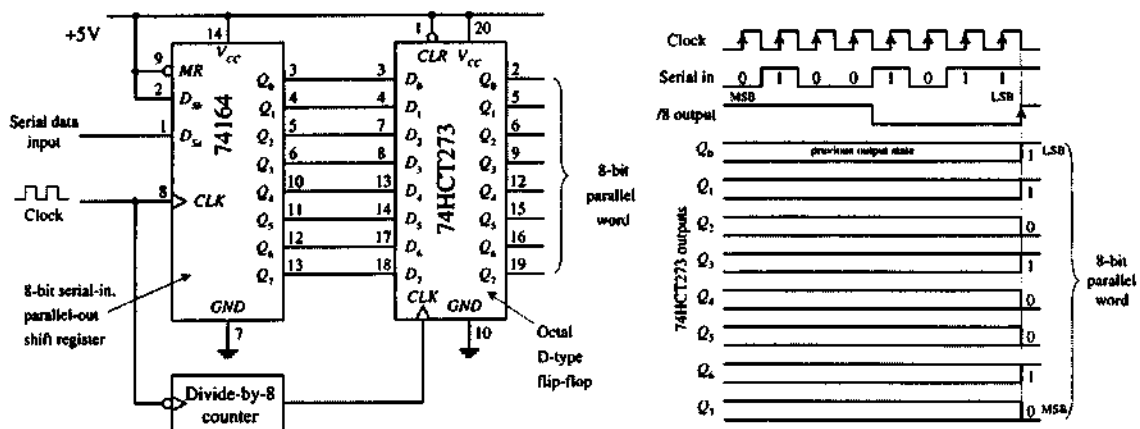 +5V
14
V_CC
9
MR
2
D_Sb
Serial data
input
1
D_Sa
74164
Clock
8
CLK
Q_0
3
Q_1
4
Q_2
5
Q_3
6
Q_4
10
Q_5
11
Q_6
12
Q_7
13
GND
7
8-bit serial-in,
parallel-out
shift register
Divide-by-8
counter
1
CLR
20
V_CC
3
D_0
4
D_1
7
D_2
8
D_3
13
D_4
14
D_5
17
D_6
18
D_7
74HCT273
Q_0
2
Q_1
5
Q_2
6
Q_3
9
Q_4
12
Q_5
15
Q_6
16
Q_7
19
CLK
GND
10
8-bit
parallel
word
Octal
D-type
flip-flop
Clock
Serial in
0 1 0 0 1 0 1 1
MSB
LSB
/8 output
74HCT273 outputs
Q_0
previous output state
1 LSB
Q_1
1
Q_2
0
Q_3
1
Q_4
0
Q_5
0
Q_6
1
Q_7
0 MSB
8-bit
parallel
word